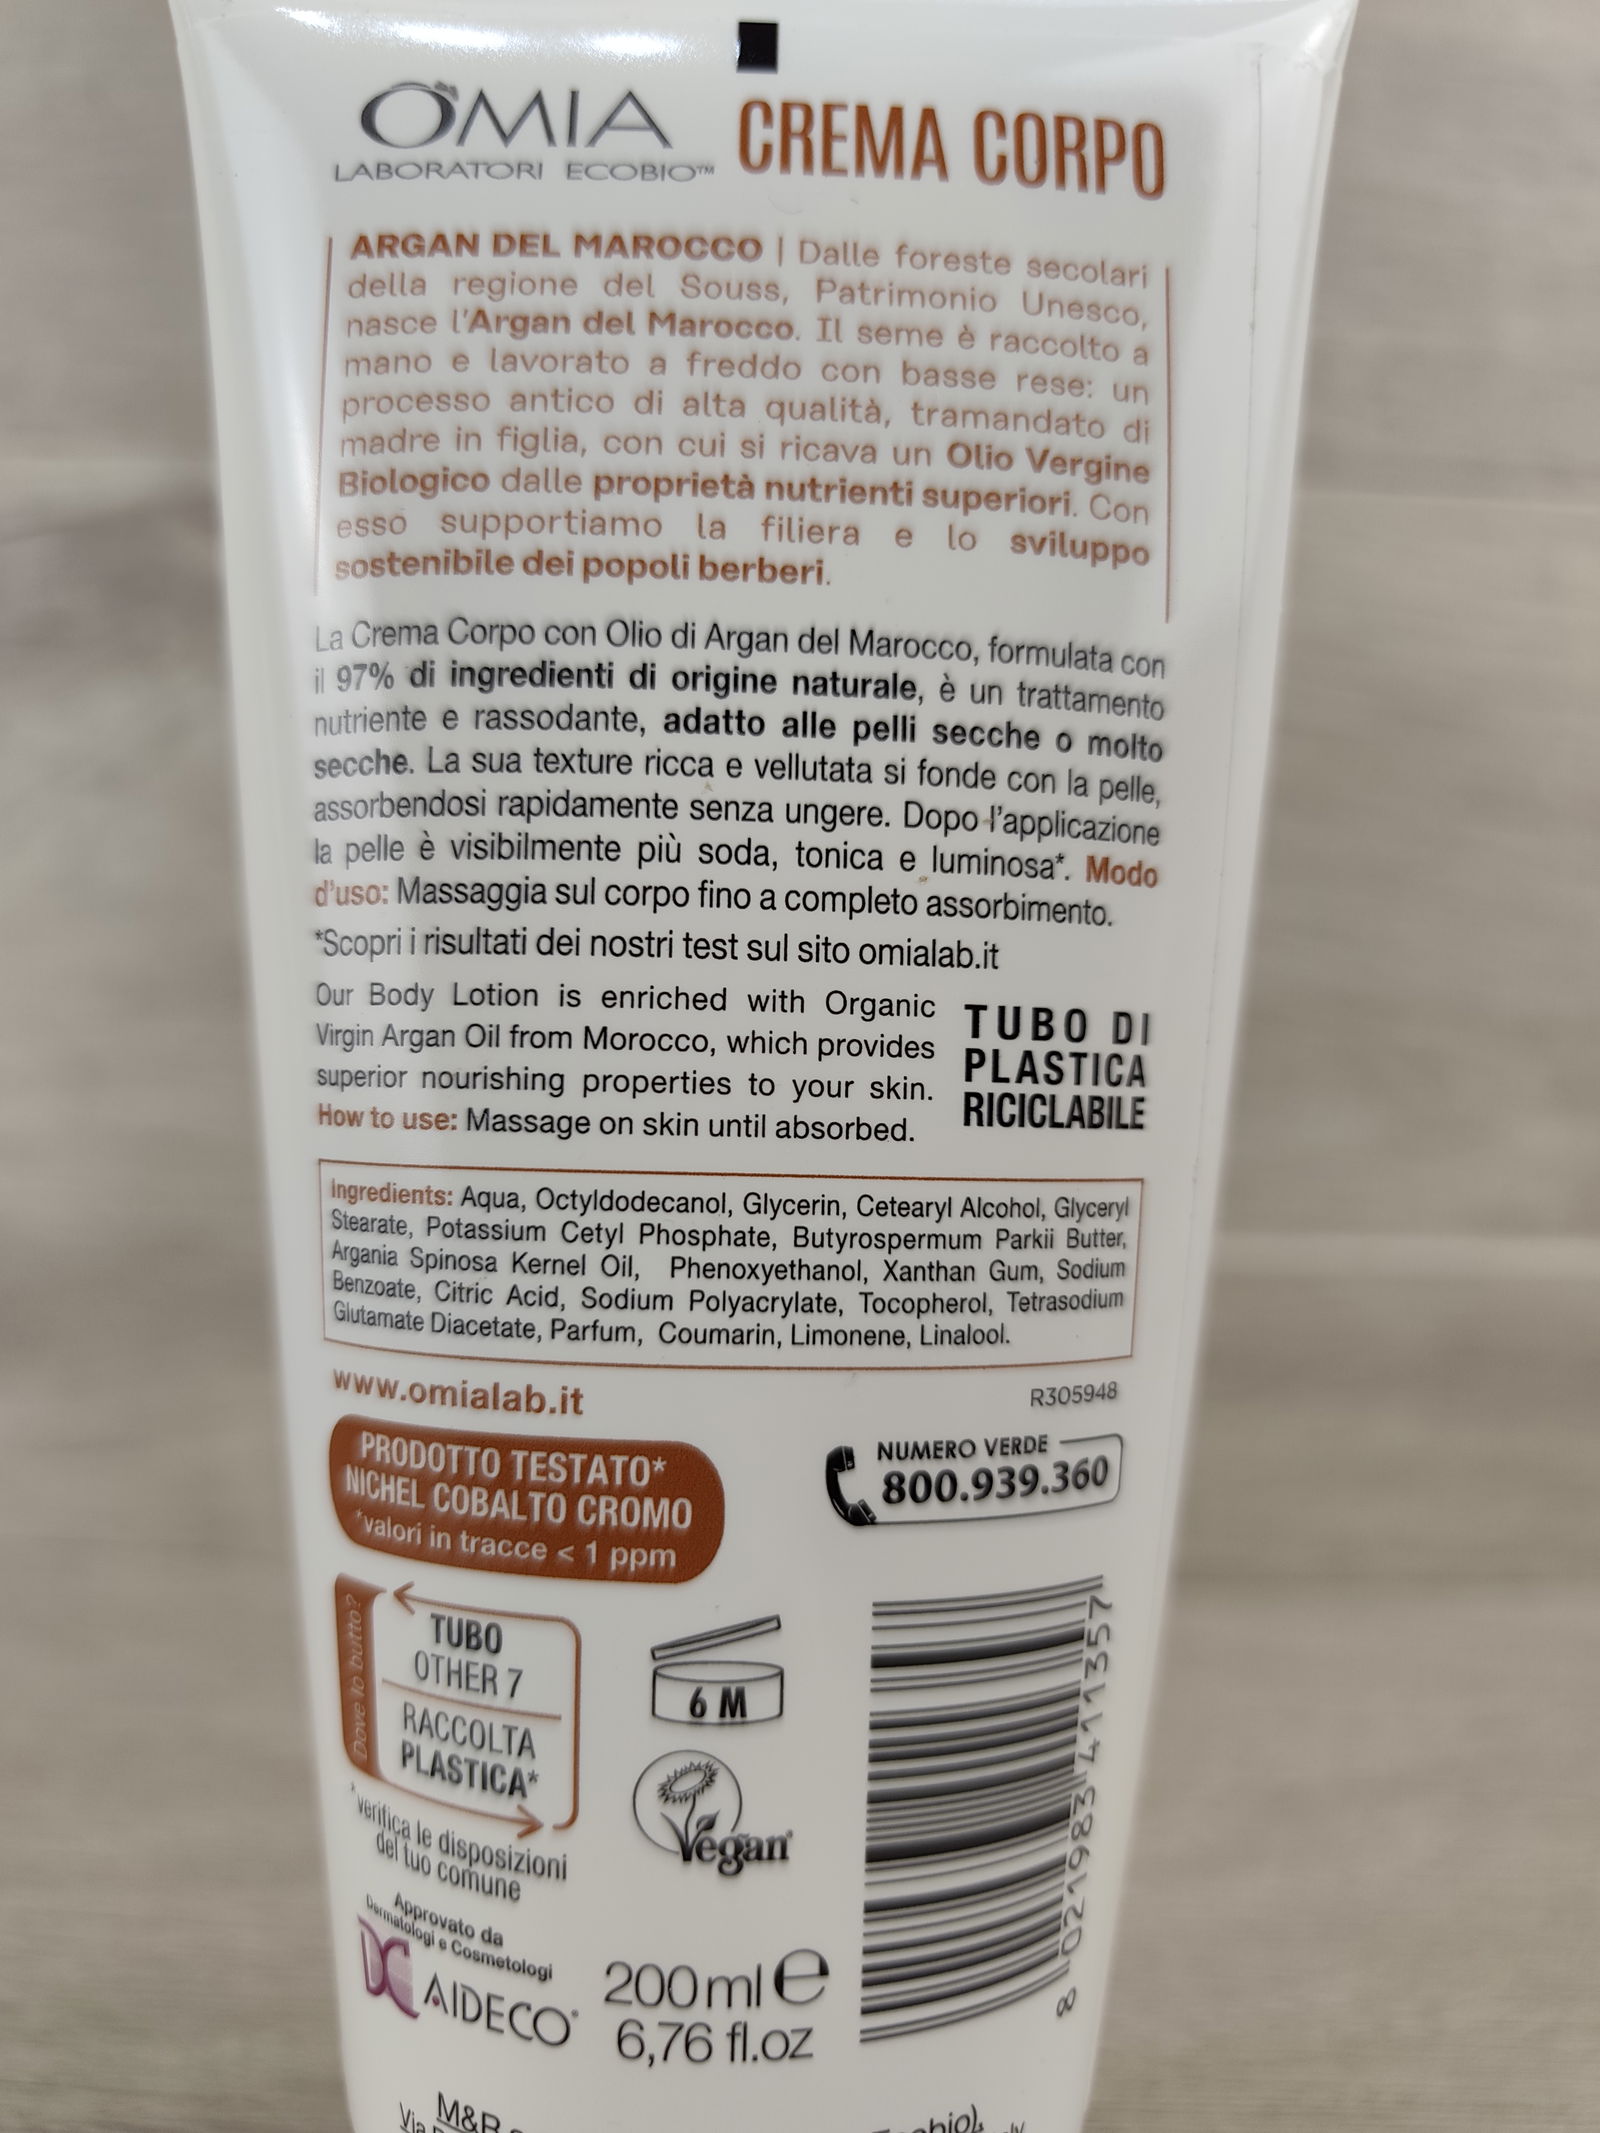 OMIA
LABORATORI ECOBIO™
CREMA CORPO
ARGAN DEL MAROCCO | Dalle foreste secolari
della regione del Souss, Patrimonio Unesco,
nasce l'Argan del Marocco. Il seme è raccolto a
mano e lavorato a freddo con basse rese: un
processo antico di alta qualità, tramandato di
madre in figlia, con cui si ricava un Olio Vergine
Biologico dalle proprietà nutrienti superiori. Con
esso supportiamo la filiera e lo sviluppo
sostenibile dei popoli berberi.
La Crema Corpo con Olio di Argan del Marocco, formulata con
il 97% di ingredienti di origine naturale, è un trattamento
nutriente e rassodante, adatto alle pelli secche o molto
secche. La sua texture ricca e vellutata si fonde con la pelle,
assorbendosi rapidamente senza ungere. Dopo l'applicazione
la pelle è visibilmente più soda, tonica e luminosa*. Modo
d'uso: Massaggia sul corpo fino a completo assorbimento.
*Scopri i risultati dei nostri test sul sito omialab.it
Our Body Lotion is enriched with Organic
Virgin Argan Oil from Morocco, which provides
superior nourishing properties to your skin.
How to use: Massage on skin until absorbed.
TUBO DI
PLASTICA
RICICLABILE
Ingredients: Aqua, Octyldodecanol, Glycerin, Cetearyl Alcohol, Glyceryl
Stearate, Potassium Cetyl Phosphate, Butyrospermum Parkii Butter,
Argania Spinosa Kernel Oil, Phenoxyethanol, Xanthan Gum, Sodium
Benzoate, Citric Acid, Sodium Polyacrylate, Tocopherol, Tetrasodium
Glutamate Diacetate, Parfum, Coumarin, Limonene, Linalool.
www.omialab.it
R305948
PRODOTTO TESTATO*
NICHEL COBALTO CROMO
*valori in tracce < 1 ppm
NUMERO VERDE
800.939.360
Dove lo butto?
TUBO
OTHER 7
RACCOLTA
PLASTICA*
*verifica le disposizioni
del tuo comune
6 M
Vegan
8 021983 411357
Approvato da
Dermatologi e Cosmetologi
DC AIDECO®
200 ml e
6,76 fl.oz
M&B
Via